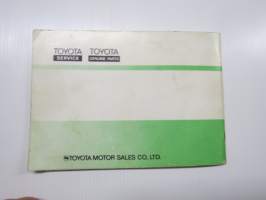 TOYOTA TOYOTA
SERVICE GENUINE PARTS
TOYOTA MOTOR SALES CO., LTD.